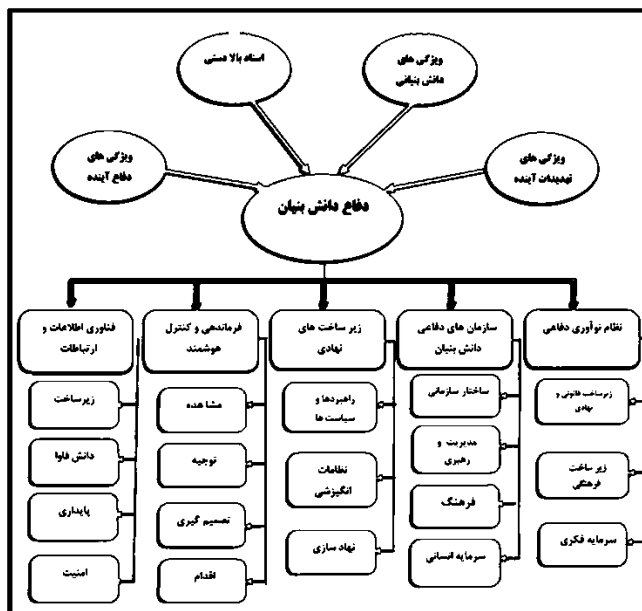 ویژگی های
دانش بنیانی
اسناد بالا دستی
ویژگی های
تهدیدات آینده
ویژگی های
دفاع آینده
دفاع دانش بنیان
نظام نوآوری دفاعی
زیرساخت قانونی و
نهادی
زیر ساخت
فرهنگی
سرمایه فکری
سازمان های دفاعی
دانش بنیان
ساختار سازمانی
مدیریت و
رهبری
فرهنگ
سرمایه انسانی
زیر ساخت های
نهادی
راهبردها و
سیاست ها
نظامات
انگیزشی
نهاد سازی
فرماندهی و کنترل
هوشمند
مشاهده
توجیه
تصمیم گیری
اقدام
فناوری اطلاعات و
ارتباطات
زیرساخت
دانش فاوا
پایداری
امنیت